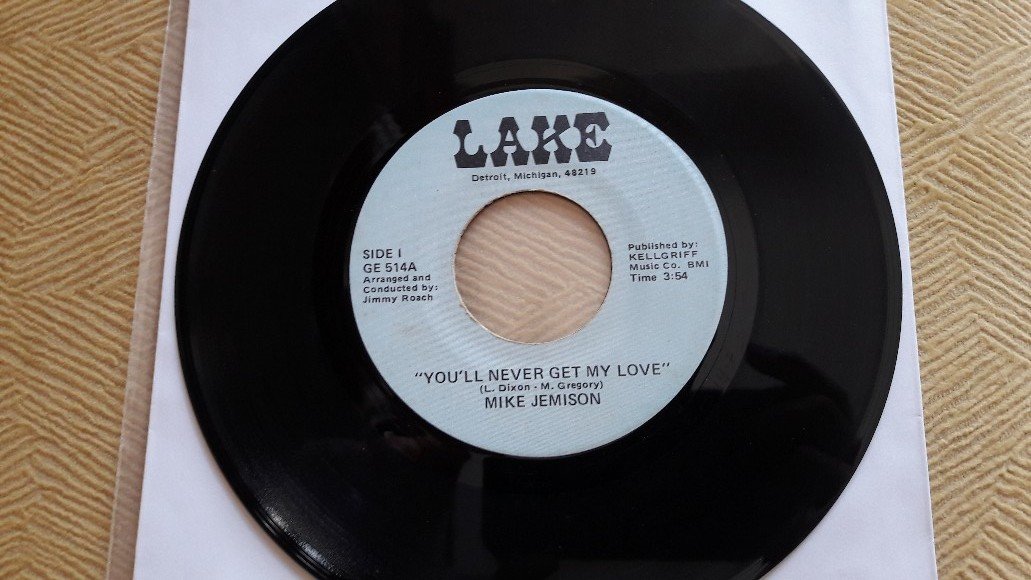 LAKE
Detroit, Michigan, 48219
SIDE I
GE 514A
Arranged and
Conducted by:
Jimmy Roach
Published by:
KELLGRIFF
Music Co. BMI
Time 3:54
"YOU'LL NEVER GET MY LOVE"
(L. Dixon - M. Gregory)
MIKE JEMISON